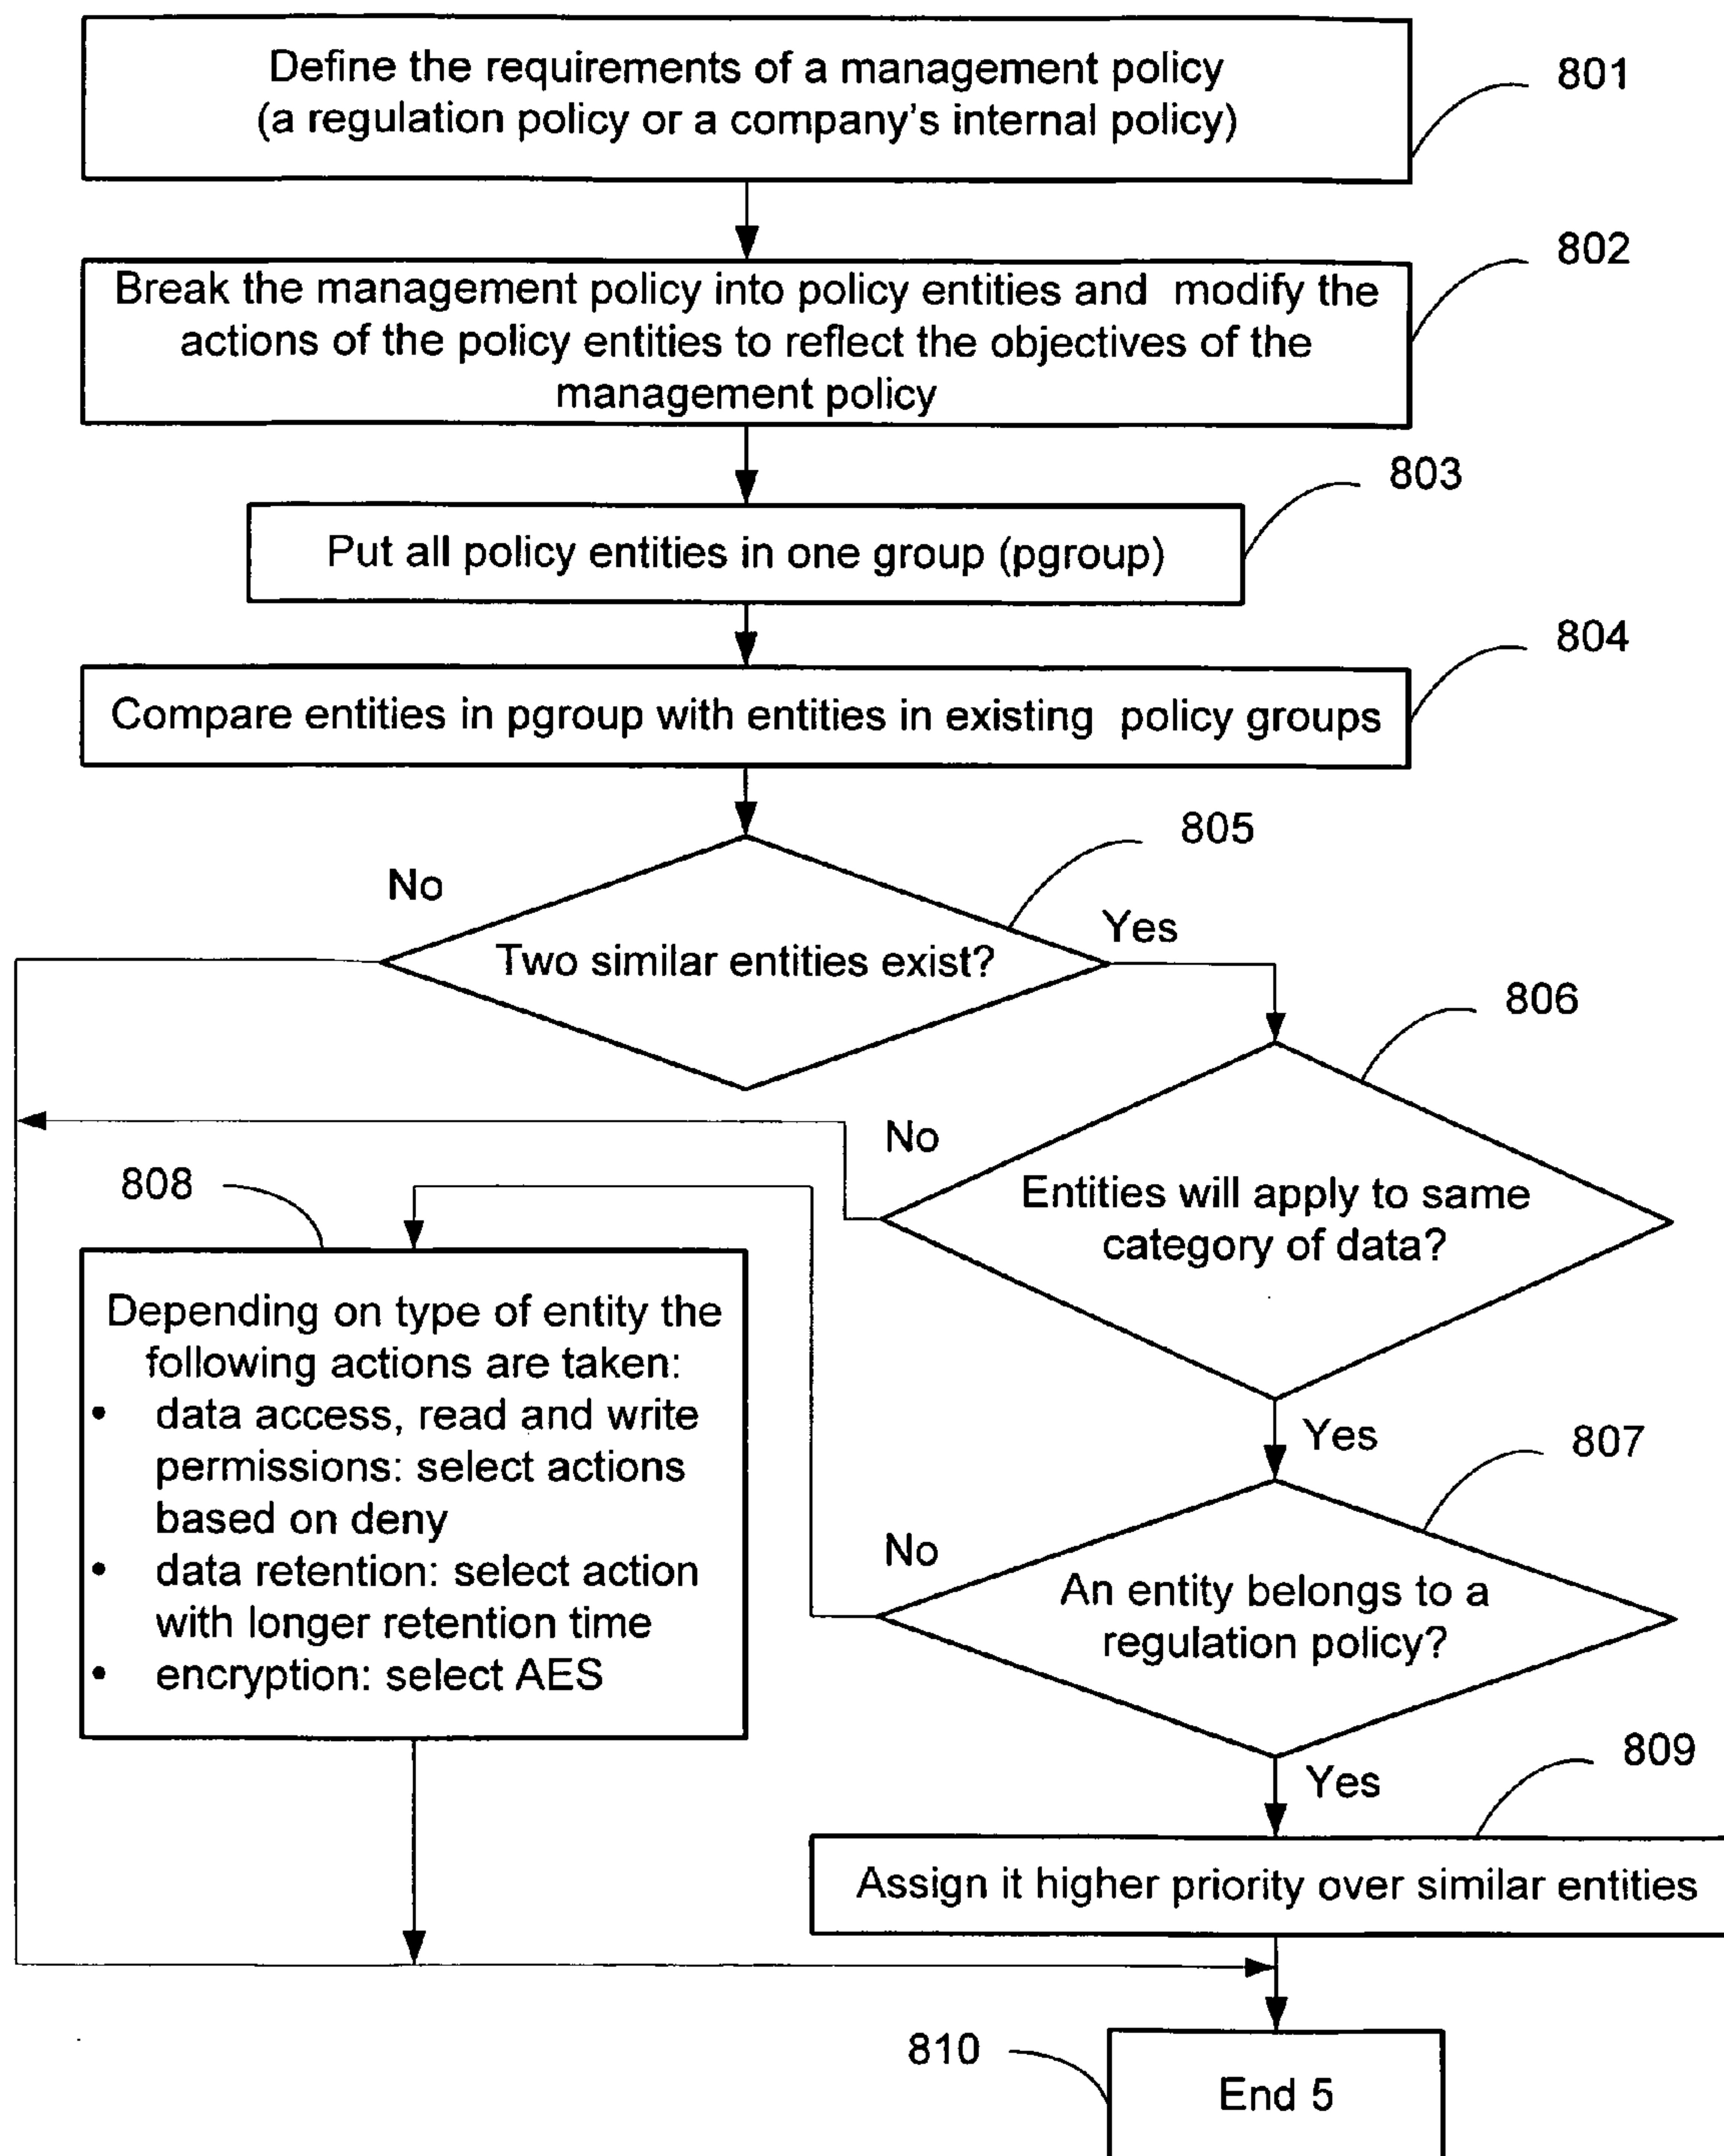 Define the requirements of a management policy
(a regulation policy or a company's internal policy)
801
Break the management policy into policy entities and modify the
actions of the policy entities to reflect the objectives of the
management policy
802
Put all policy entities in one group (pgroup)
803
Compare entities in pgroup with entities in existing policy groups
804
805
No
Two similar entities exist?
Yes
806
No
Entities will apply to same
category of data?
Yes
807
No
An entity belongs to a
regulation policy?
Yes
808
Depending on type of entity the
following actions are taken:
• data access, read and write
permissions: select actions
based on deny
• data retention: select action
with longer retention time
• encryption: select AES
809
Assign it higher priority over similar entities
810
End 5